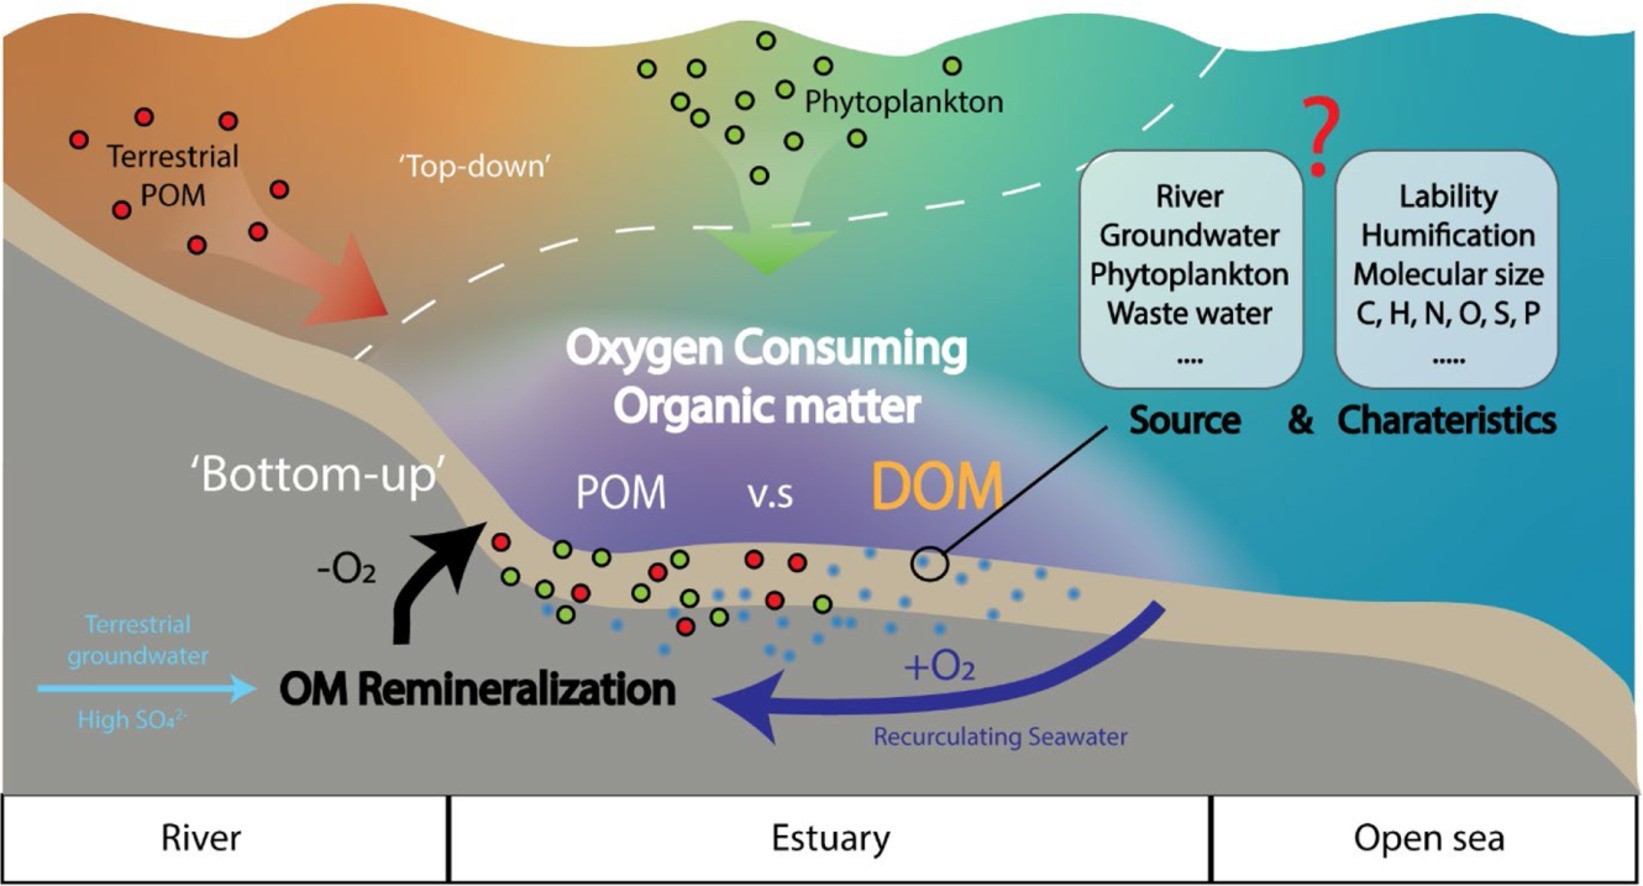 Phytoplankton
Terrestrial
POM
‘Top-down’
?
River
Groundwater
Phytoplankton
Waste water
....
Lability
Humification
Molecular size
C, H, N, O, S, P
.....
Source & Charateristics
Oxygen Consuming
Organic matter
POM v.s DOM
‘Bottom-up’
-O₂
Terrestrial
groundwater
High SO₄²⁻
OM Remineralization
+O₂
Recurculating Seawater
River
Estuary
Open sea